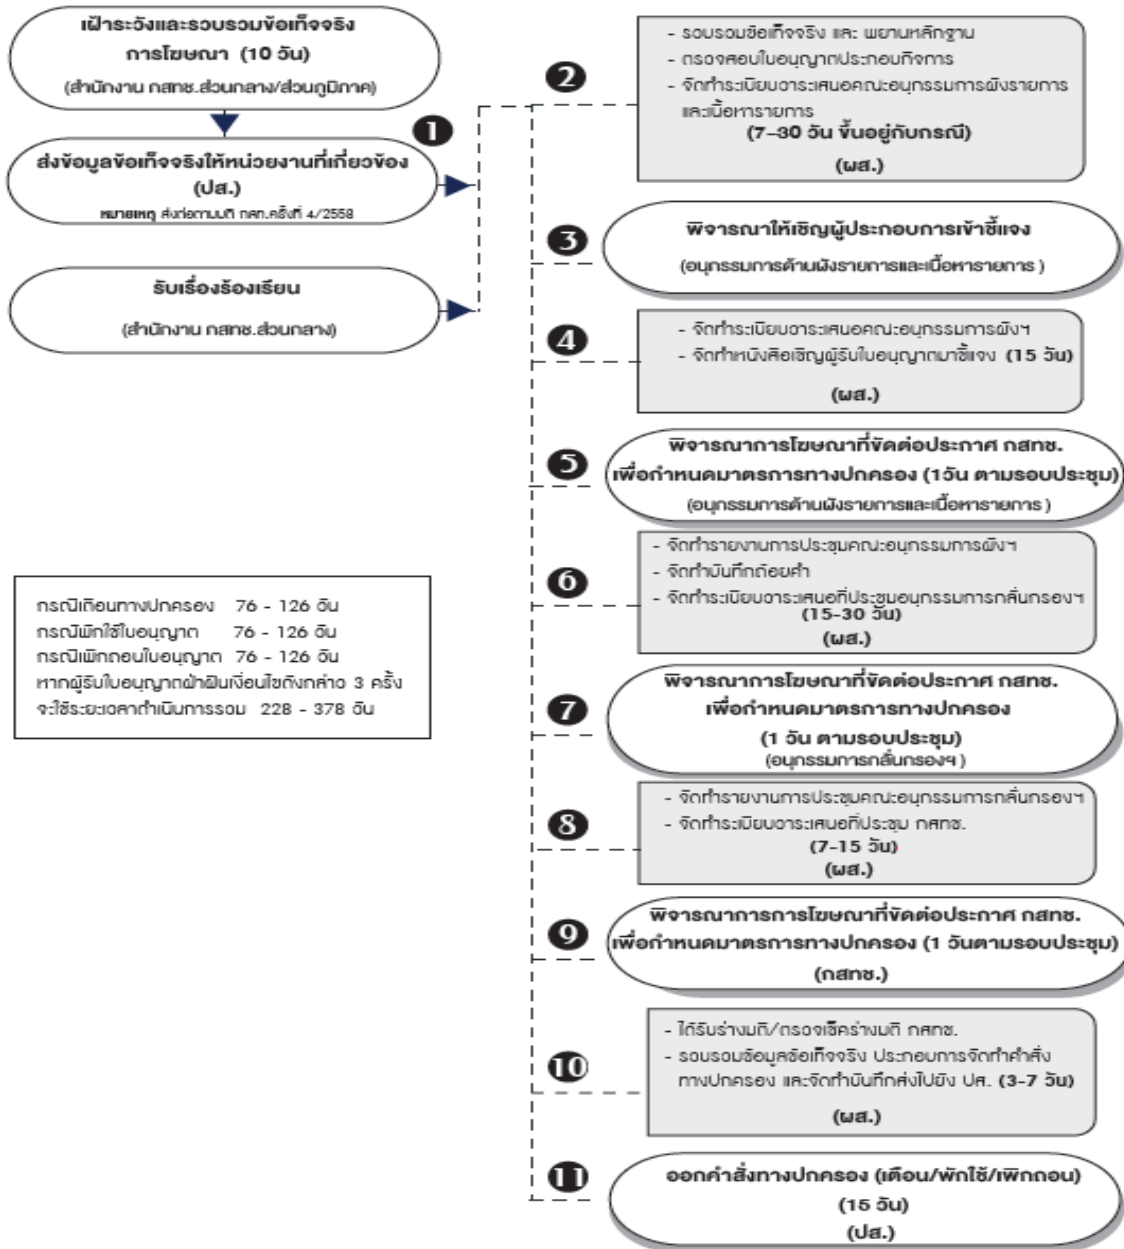 เฝ้าระวังและรวบรวมข้อเท็จจริง
การโฆษณา (10 วัน)
(สำนักงาน กสทช.ส่วนกลาง/ส่วนภูมิภาค)
1
ส่งข้อมูลข้อเท็จจริงให้หน่วยงานที่เกี่ยวข้อง
(ปส.)
หมายเหตุ ส่งต่อตามมติ กสท.ครั้งที่ 4/2558
รับเรื่องร้องเรียน
(สำนักงาน กสทช.ส่วนกลาง)
2
- รวบรวมข้อเท็จจริง และ พยานหลักฐาน
- ตรวจสอบใบอนุญาตประกอบกิจการ
- จัดทำระเบียบวาระเสนอคณะอนุกรรมการผังรายการ
และเนื้อหารายการ
(7-30 วัน ขึ้นอยู่กับกรณี)
(ผส.)
3
พิจารณาให้เชิญผู้ประกอบการเข้าชี้แจง
(อนุกรรมการด้านผังรายการและเนื้อหารายการ )
4
- จัดทำระเบียบวาระเสนอคณะอนุกรรมการผังฯ
- จัดทำหนังสือเชิญผู้รับใบอนุญาตมาชี้แจง (15 วัน)
(ผส.)
5
พิจารณาการโฆษณาที่ขัดต่อประกาศ กสทช.
เพื่อกำหนดมาตรการทางปกครอง (1วัน ตามรอบประชุม)
(อนุกรรมการด้านผังรายการและเนื้อหารายการ )
6
- จัดทำรายงานการประชุมคณะอนุกรรมการผังฯ
- จัดทำบันทึกถ้อยคำ
- จัดทำระเบียบวาระเสนอที่ประชุมอนุกรรมการกลั่นกรองฯ
(15-30 วัน)
(ผส.)
7
พิจารณาการโฆษณาที่ขัดต่อประกาศ กสทช.
เพื่อกำหนดมาตรการทางปกครอง
(1 วัน ตามรอบประชุม)
(อนุกรรมการกลั่นกรองฯ )
8
- จัดทำรายงานการประชุมคณะอนุกรรมการกลั่นกรองฯ
- จัดทำระเบียบวาระเสนอที่ประชุม กสทช.
(7-15 วัน)
(ผส.)
9
พิจารณาการการโฆษณาที่ขัดต่อประกาศ กสทช.
เพื่อกำหนดมาตรการทางปกครอง (1 วันตามรอบประชุม)
(กสทช.)
10
- ได้รับร่างมติ/ตรวจเช็คร่างมติ กสทช.
- รวบรวมข้อมูลข้อเท็จจริง ประกอบการจัดทำคำสั่ง
ทางปกครอง และจัดทำบันทึกส่งไปยัง ปส. (3-7 วัน)
(ผส.)
11
ออกคำสั่งทางปกครอง (เตือน/พักใช้/เพิกถอน)
(15 วัน)
(ปส.)
กรณีเตือนทางปกครอง 76 - 126 วัน
กรณีพักใช้ใบอนุญาต 76 - 126 วัน
กรณีเพิกถอนใบอนุญาต 76 - 126 วัน
หากผู้รับใบอนุญาตฝ่าฝืนเงื่อนไขดังกล่าว 3 ครั้ง
จะใช้ระยะเวลาดำเนินการรวม 228 - 378 วัน